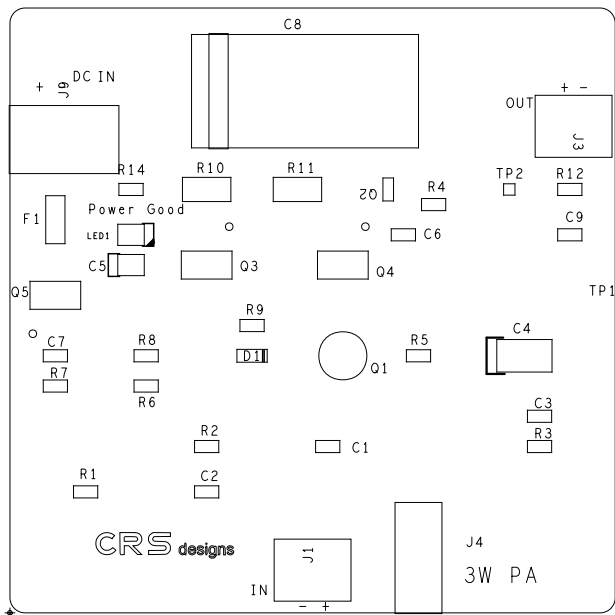 C8
+ J9 DC IN
+ -
OUT
J3
R14
R10
R11
Q2
R4
TP2
R12
F1
Power Good
LED1
C6
C9
C5
Q3
Q4
Q5
TP1
R9
C4
C7
R8
D1
Q1
R5
R7
R6
C3
R2
C1
R3
R1
C2
CRS designs
J1
J4
IN
- +
3W PA